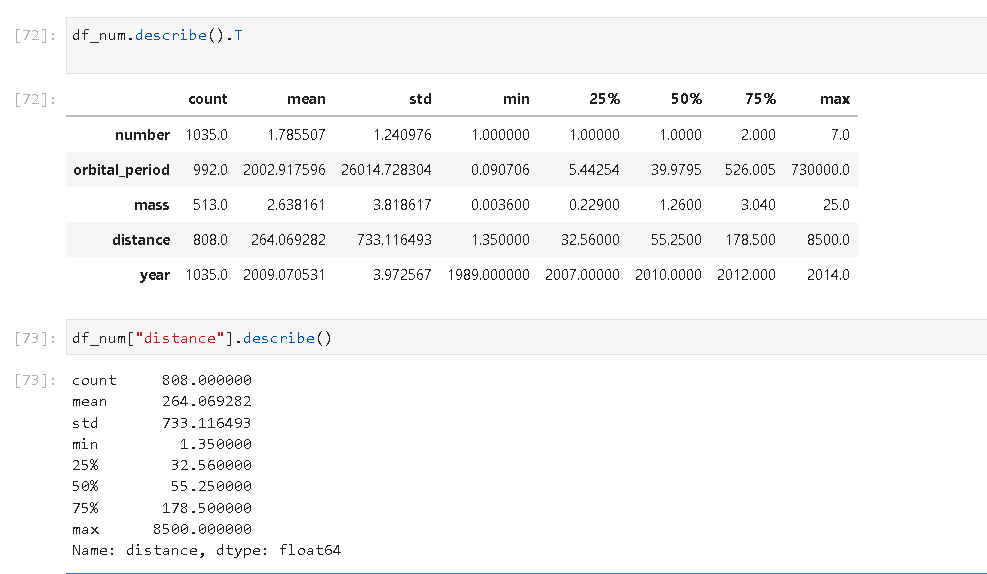 [72]: df_num.describe().T
[72]: count mean std min 25% 50% 75% max
number 1035.0 1.785507 1.240976 1.000000 1.00000 1.0000 2.000 7.0
orbital_period 992.0 2002.917596 26014.728304 0.090706 5.44254 39.9795 526.005 730000.0
mass 513.0 2.638161 3.818617 0.003600 0.22900 1.2600 3.040 25.0
distance 808.0 264.069282 733.116493 1.350000 32.56000 55.2500 178.500 8500.0
year 1035.0 2009.070531 3.972567 1989.000000 2007.00000 2010.0000 2012.000 2014.0
[73]: df_num["distance"].describe()
[73]: count 808.000000
mean 264.069282
std 733.116493
min 1.350000
25% 32.560000
50% 55.250000
75% 178.500000
max 8500.000000
Name: distance, dtype: float64